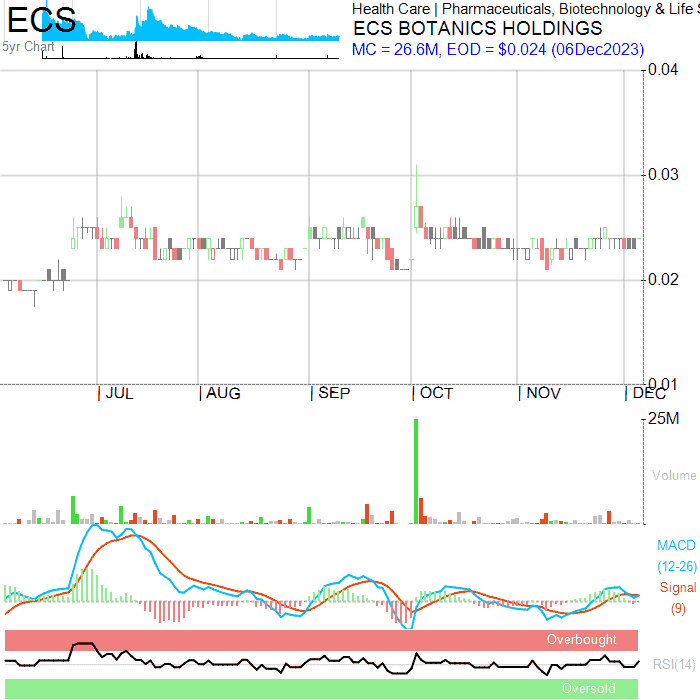 ECS
5yr Chart
Health Care | Pharmaceuticals, Biotechnology & Life S
ECS BOTANICS HOLDINGS
MC = 26.6M, EOD = $0.024 (06Dec2023)
0.04
0.03
0.02
0.01
JUL AUG SEP OCT NOV DEC
25M
Volume
MACD
(12-26)
Signal
(9)
Overbought
RSI(14)
Oversold